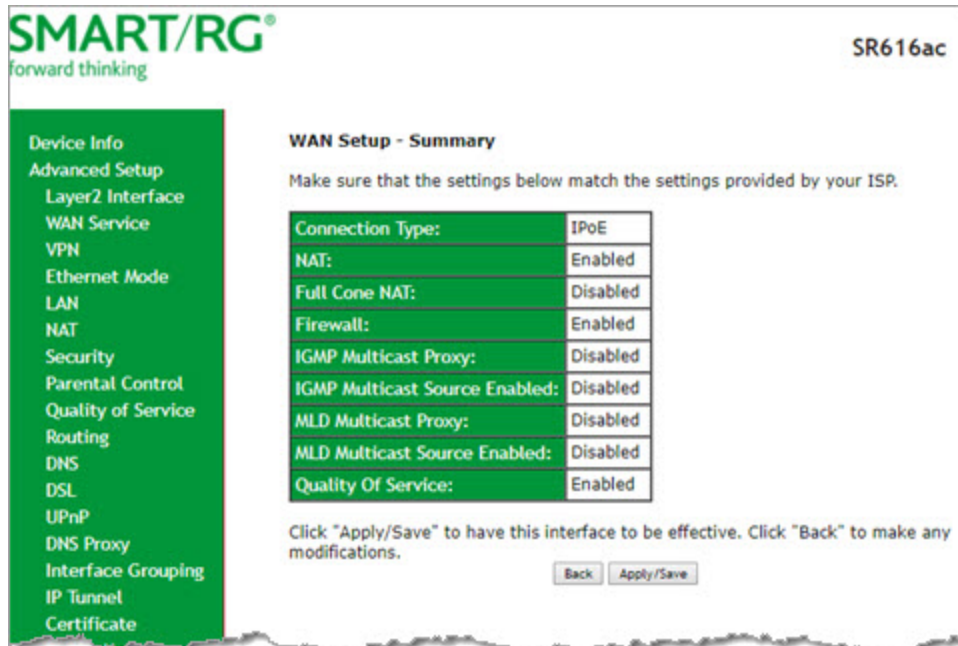 SMART/RG®
forward thinking
SR616ac
Device Info
Advanced Setup
Layer2 Interface
WAN Service
VPN
Ethernet Mode
LAN
NAT
Security
Parental Control
Quality of Service
Routing
DNS
DSL
UPnP
DNS Proxy
Interface Grouping
IP Tunnel
Certificate
WAN Setup - Summary
Make sure that the settings below match the settings provided by your ISP.
Connection Type: IPoE
NAT: Enabled
Full Cone NAT: Disabled
Firewall: Enabled
IGMP Multicast Proxy: Disabled
IGMP Multicast Source Enabled: Disabled
MLD Multicast Proxy: Disabled
MLD Multicast Source Enabled: Disabled
Quality Of Service: Enabled
Click "Apply/Save" to have this interface to be effective. Click "Back" to make any
modifications.
Back Apply/Save